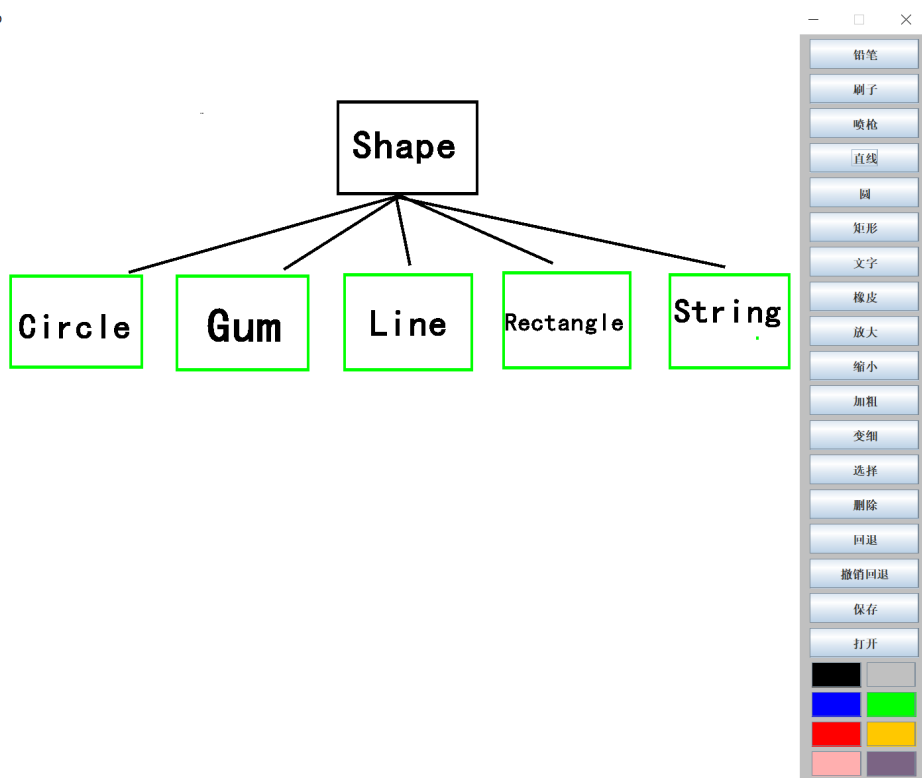 Shape
Circle
Gum
Line
Rectangle
String
铅笔
刷子
喷枪
直线
圆
矩形
文字
橡皮
放大
缩小
加粗
变细
选择
删除
回退
撤销回退
保存
打开